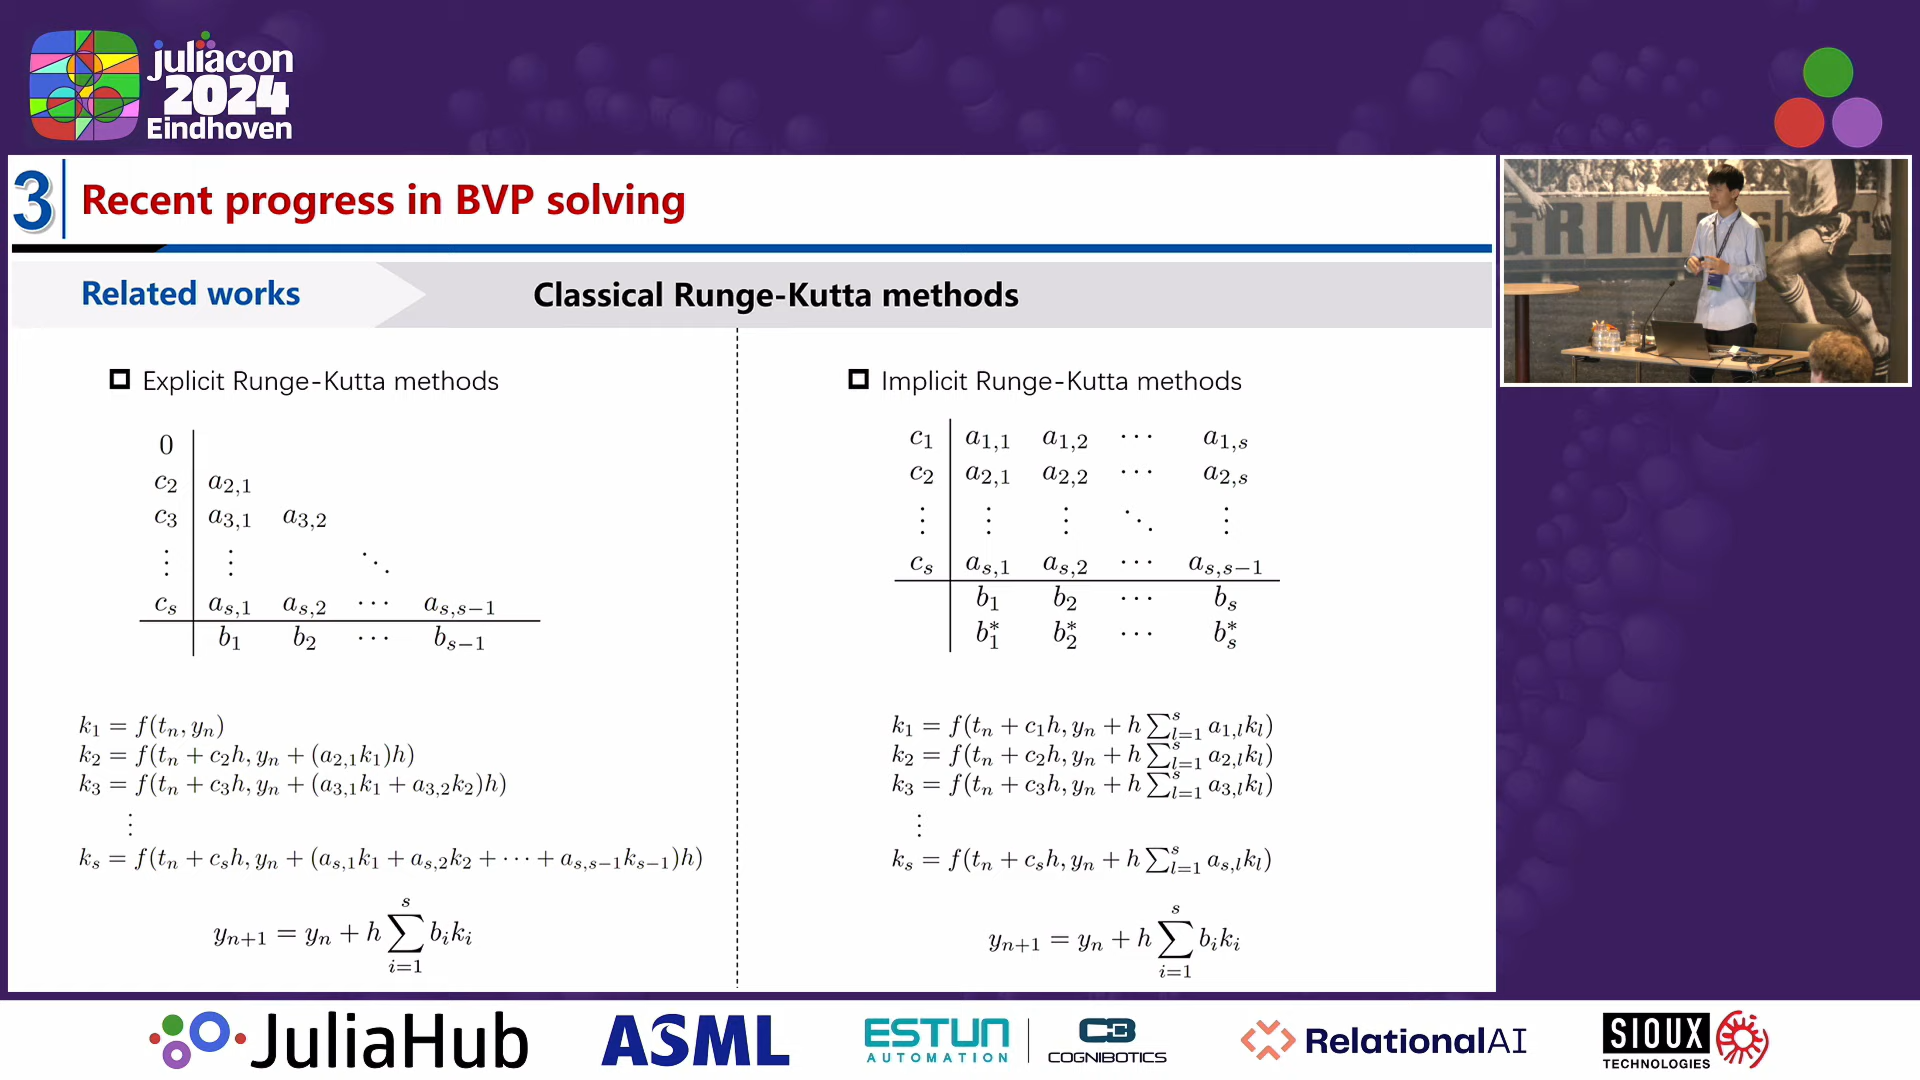 juliacon
2024
Eindhoven
3 Recent progress in BVP solving
Related works
Classical Runge-Kutta methods
Explicit Runge-Kutta methods
0
c₂ a₂,₁
c₃ a₃,₁ a₃,₂
⋮ ⋮ ⋱
cₛ aₛ,₁ aₛ,₂ ⋯ aₛ,ₛ₋₁
b₁ b₂ ⋯ bₛ₋₁
k₁ = f(tₙ, yₙ)
k₂ = f(tₙ + c₂h, yₙ + (a₂,₁k₁)h)
k₃ = f(tₙ + c₃h, yₙ + (a₃,₁k₁ + a₃,₂k₂)h)
⋮
kₛ = f(tₙ + cₛh, yₙ + (aₛ,₁k₁ + aₛ,₂k₂ + ⋯ + aₛ,ₛ₋₁kₛ₋₁)h)
yₙ₊₁ = yₙ + h ∑ᵢ₌₁ˢ bᵢkᵢ
Implicit Runge-Kutta methods
c₁ a₁,₁ a₁,₂ ⋯ a₁,ₛ
c₂ a₂,₁ a₂,₂ ⋯ a₂,ₛ
⋮ ⋮ ⋮ ⋱ ⋮
cₛ aₛ,₁ aₛ,₂ ⋯ aₛ,ₛ₋₁
b₁ b₂ ⋯ bₛ
b₁* b₂* ⋯ bₛ*
k₁ = f(tₙ + c₁h, yₙ + h ∑ₗ₌₁ˢ a₁,ₗkₗ)
k₂ = f(tₙ + c₂h, yₙ + h ∑ₗ₌₁ˢ a₂,ₗkₗ)
k₃ = f(tₙ + c₃h, yₙ + h ∑ₗ₌₁ˢ a₃,ₗkₗ)
⋮
kₛ = f(tₙ + cₛh, yₙ + h ∑ₗ₌₁ˢ aₛ,ₗkₗ)
yₙ₊₁ = yₙ + h ∑ᵢ₌₁ˢ bᵢkᵢ
GRIM
JuliaHub
ASML
ESTUN
AUTOMATION
COGNIBOTICS
RelationalAI
SIOUX
TECHNOLOGIES